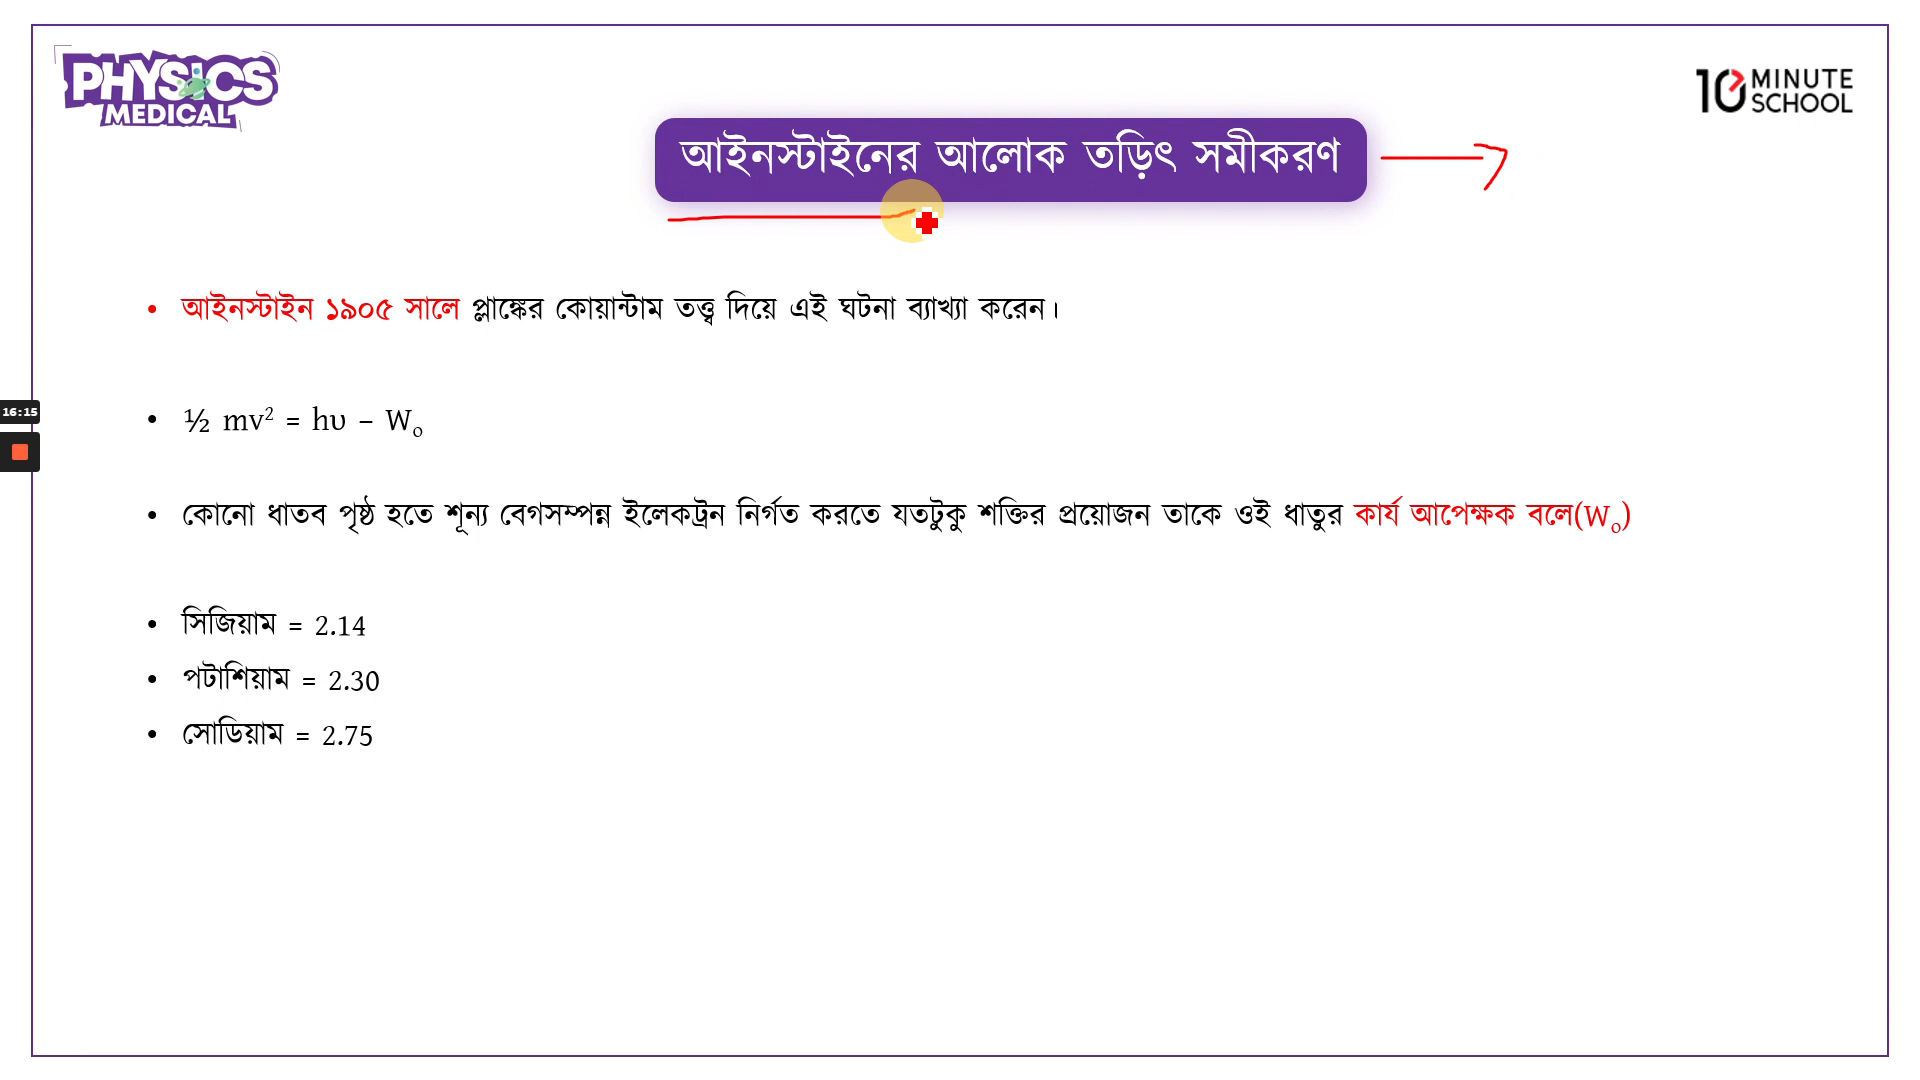 PHYSICS
MEDICAL
10 MINUTE
SCHOOL
আইনস্টাইনের আলোক তড়িৎ সমীকরণ
• আইনস্টাইন ১৯০৫ সালে প্লাঙ্কের কোয়ান্টাম তত্ত্ব দিয়ে এই ঘটনা ব্যাখ্যা করেন।
16:15
• ½ mv² = hυ – W₀
• কোনো ধাতব পৃষ্ঠ হতে শূন্য বেগসম্পন্ন ইলেকট্রন নির্গত করতে যতটুকু শক্তির প্রয়োজন তাকে ওই ধাতুর কার্য আপেক্ষক বলে(W₀)
• সিজিয়াম = 2.14
• পটাশিয়াম = 2.30
• সোডিয়াম = 2.75